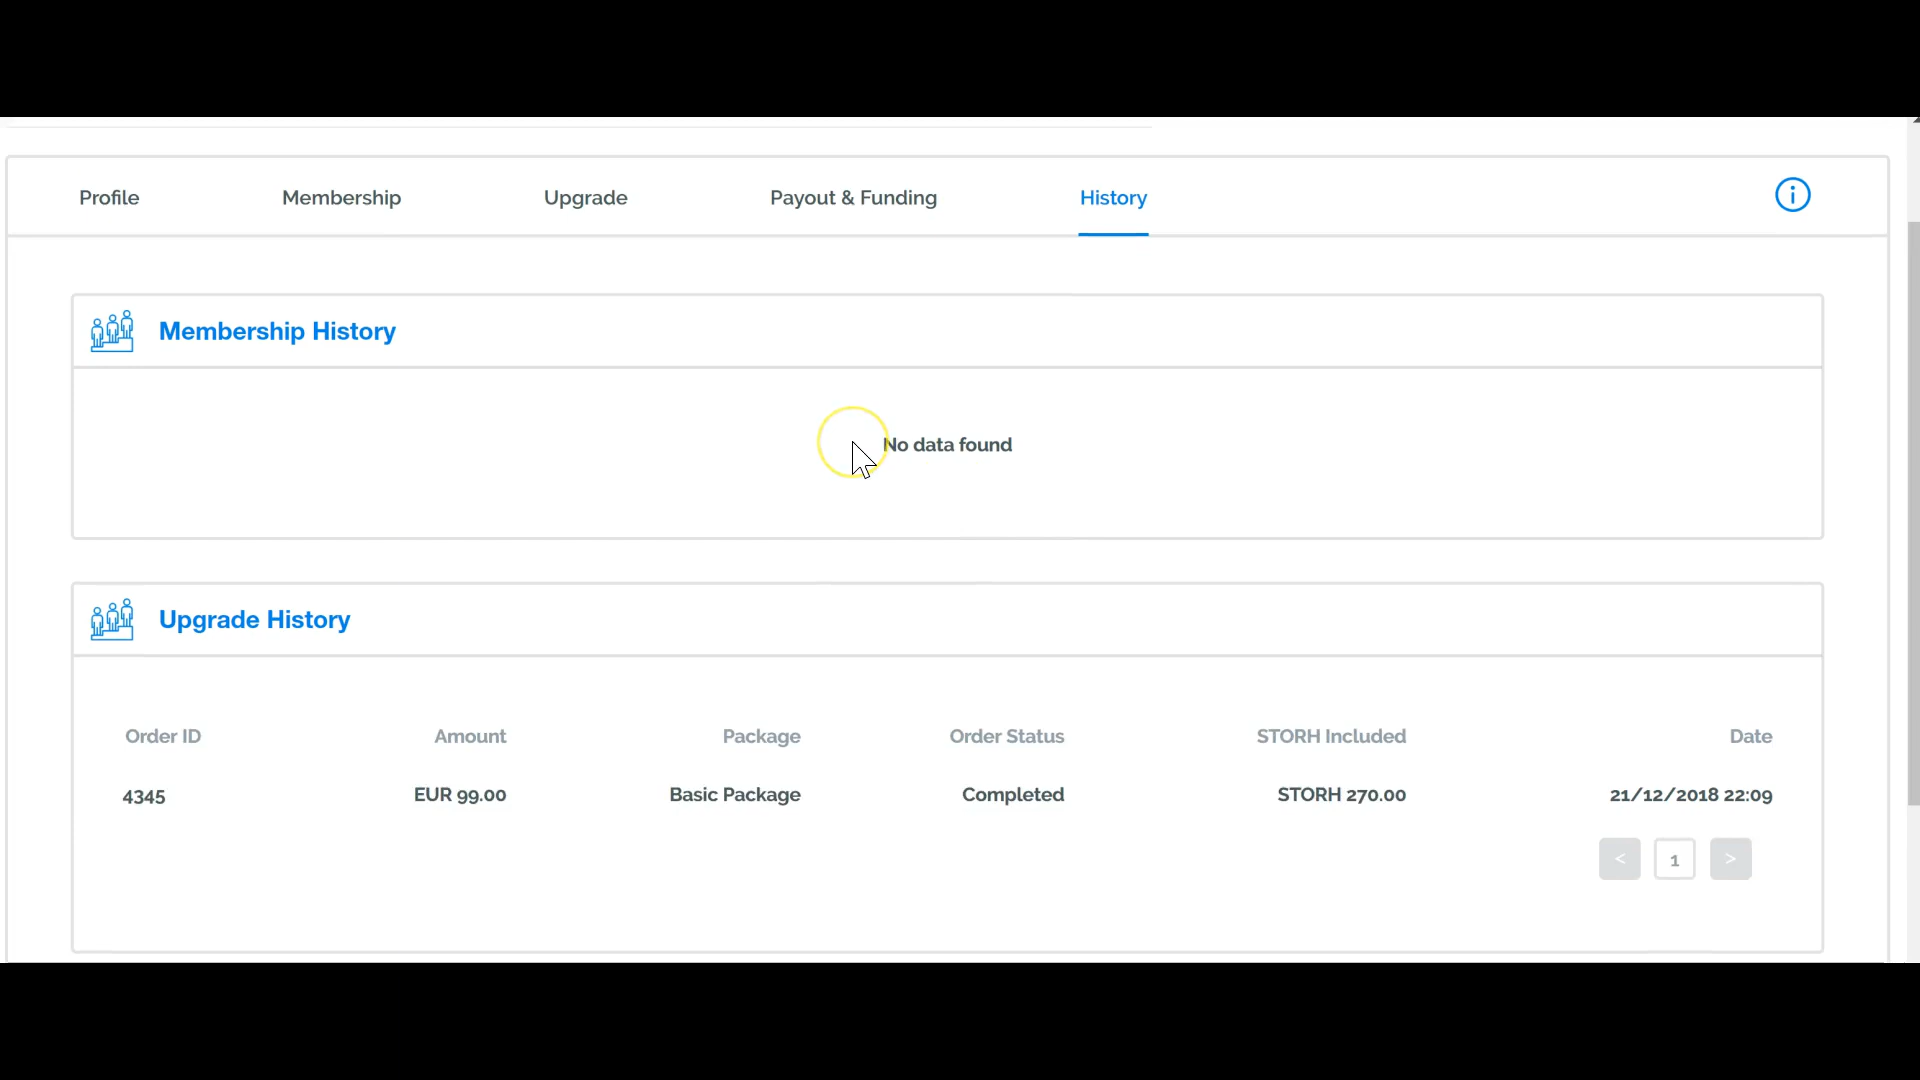 Profile Membership Upgrade Payout & Funding History
Membership History
No data found
Upgrade History
Order ID Amount Package Order Status STORH Included Date
4345 EUR 99.00 Basic Package Completed STORH 270.00 21/12/2018 22:09
< 1 >